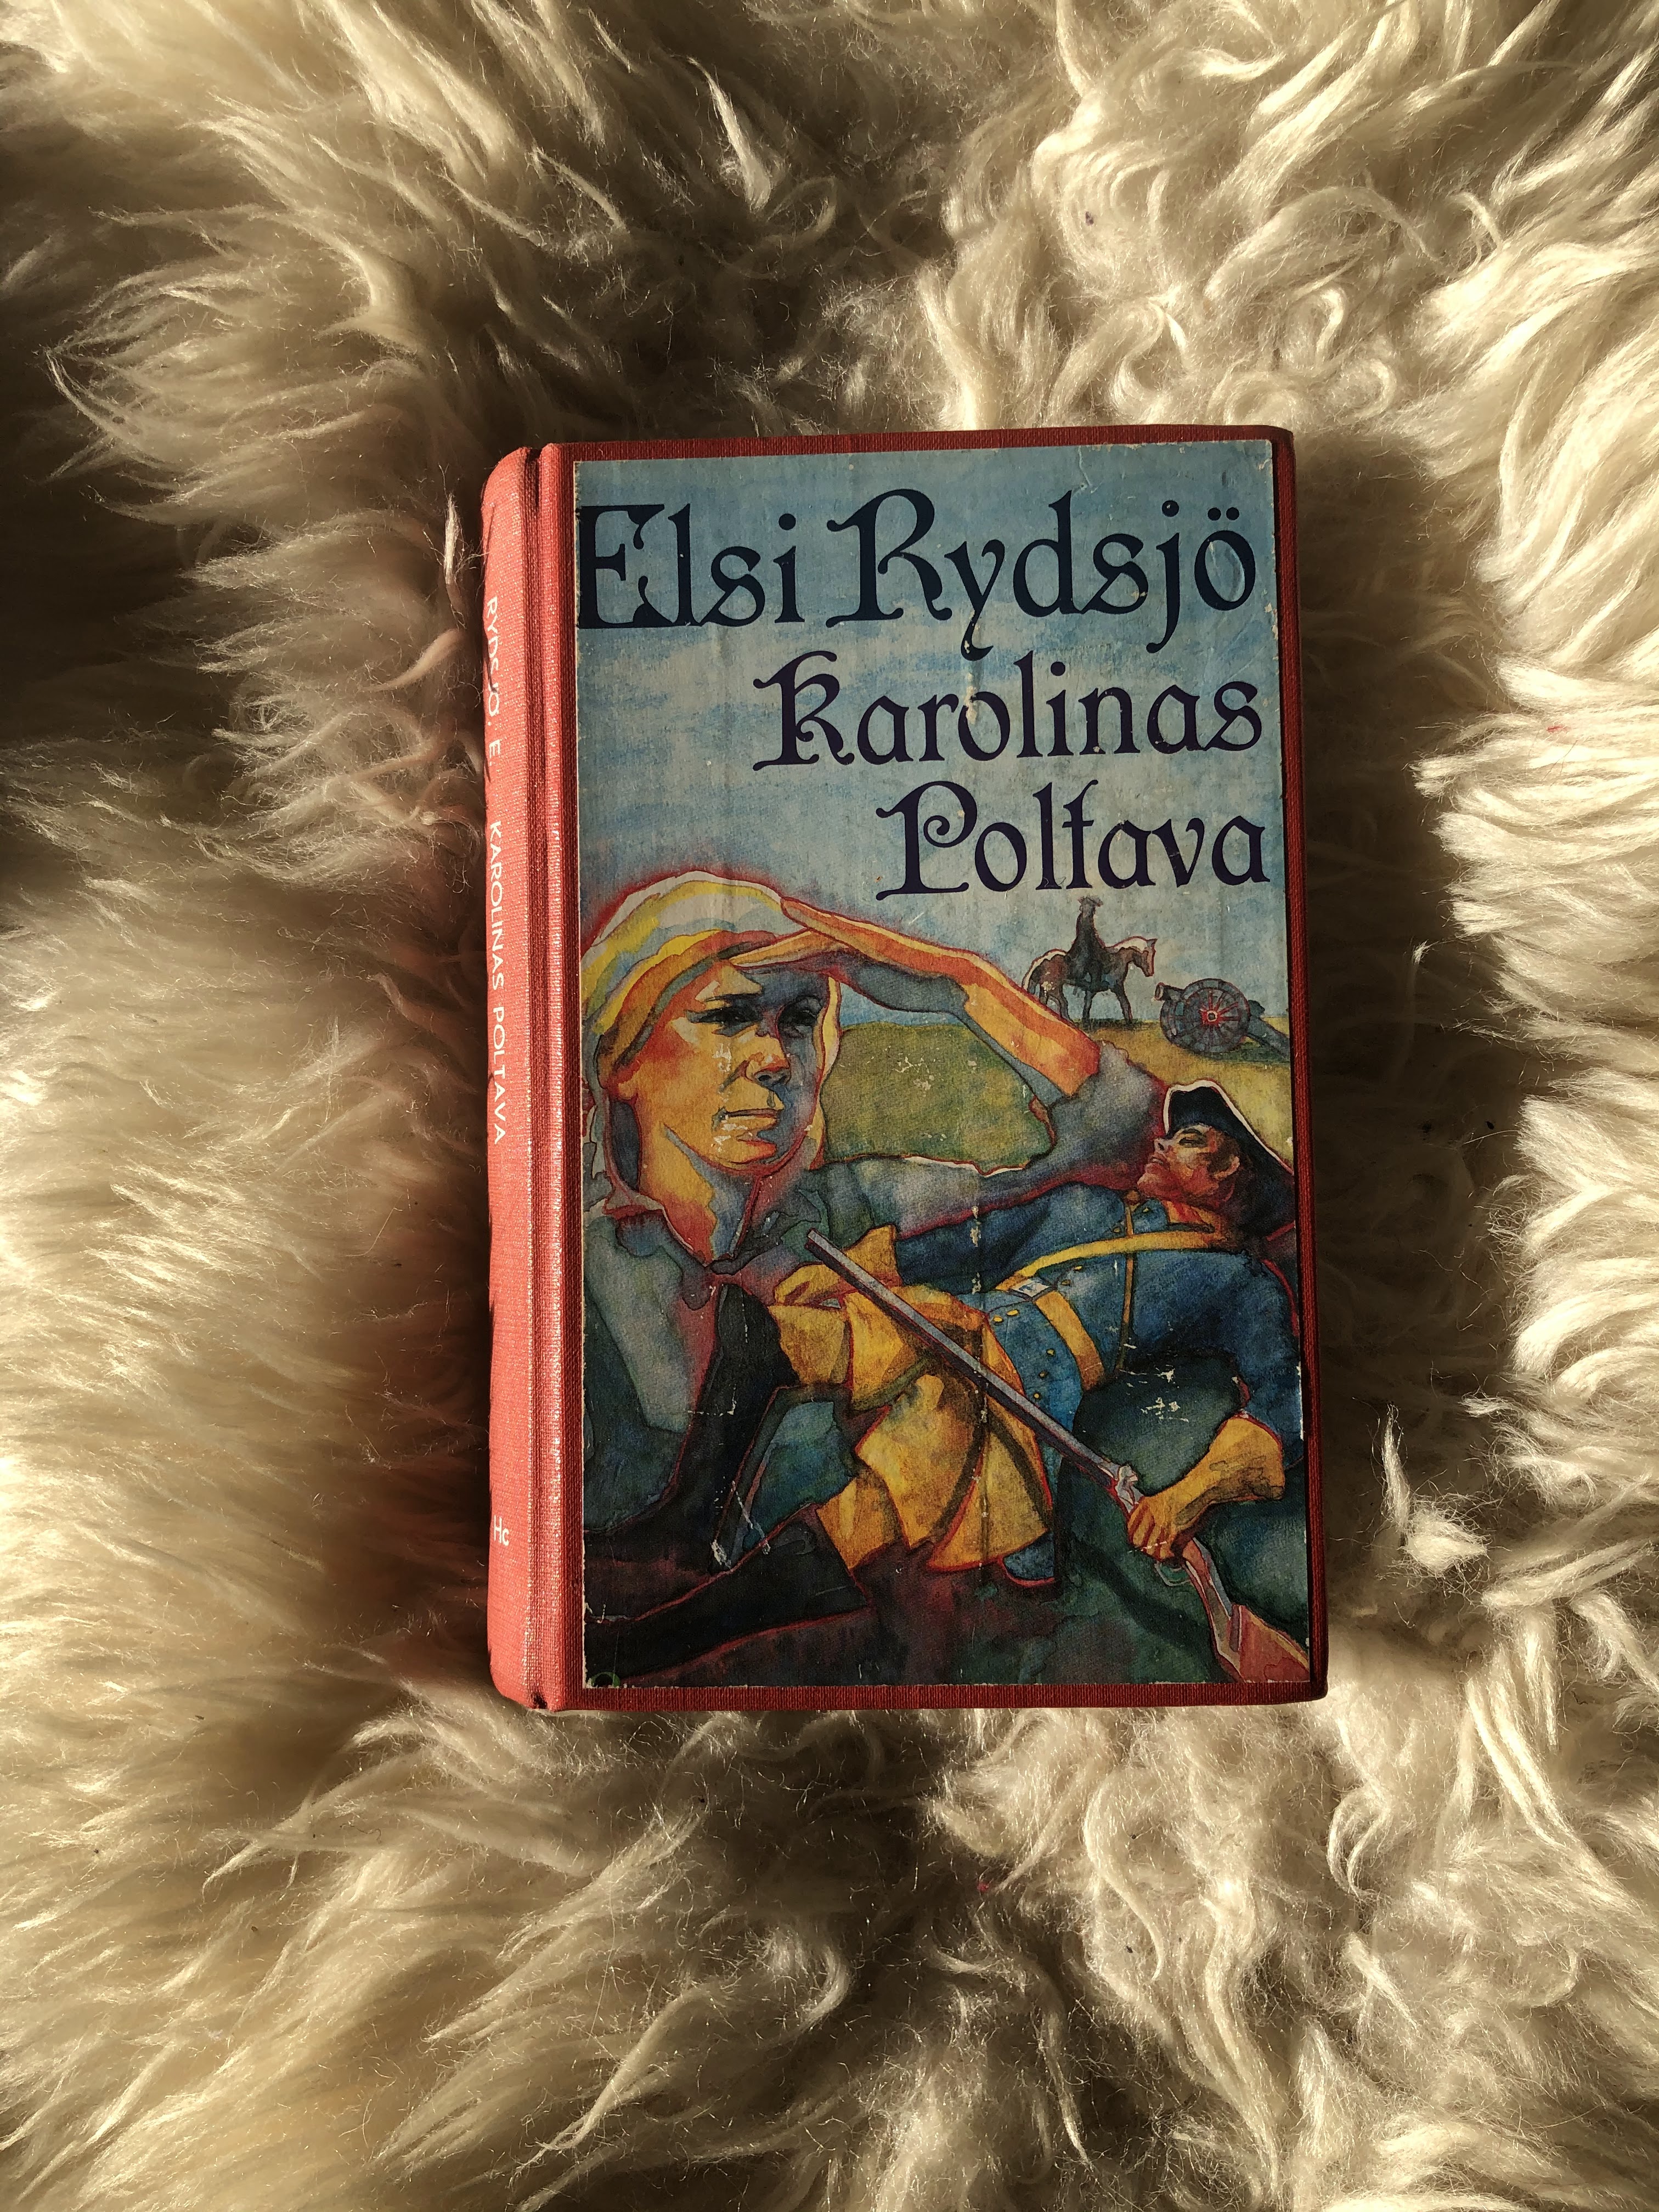 Elsi Rydsjö
Karolinas
Poltava
RYDSJÖ, E. KAROLINAS POLTAVA
Hc